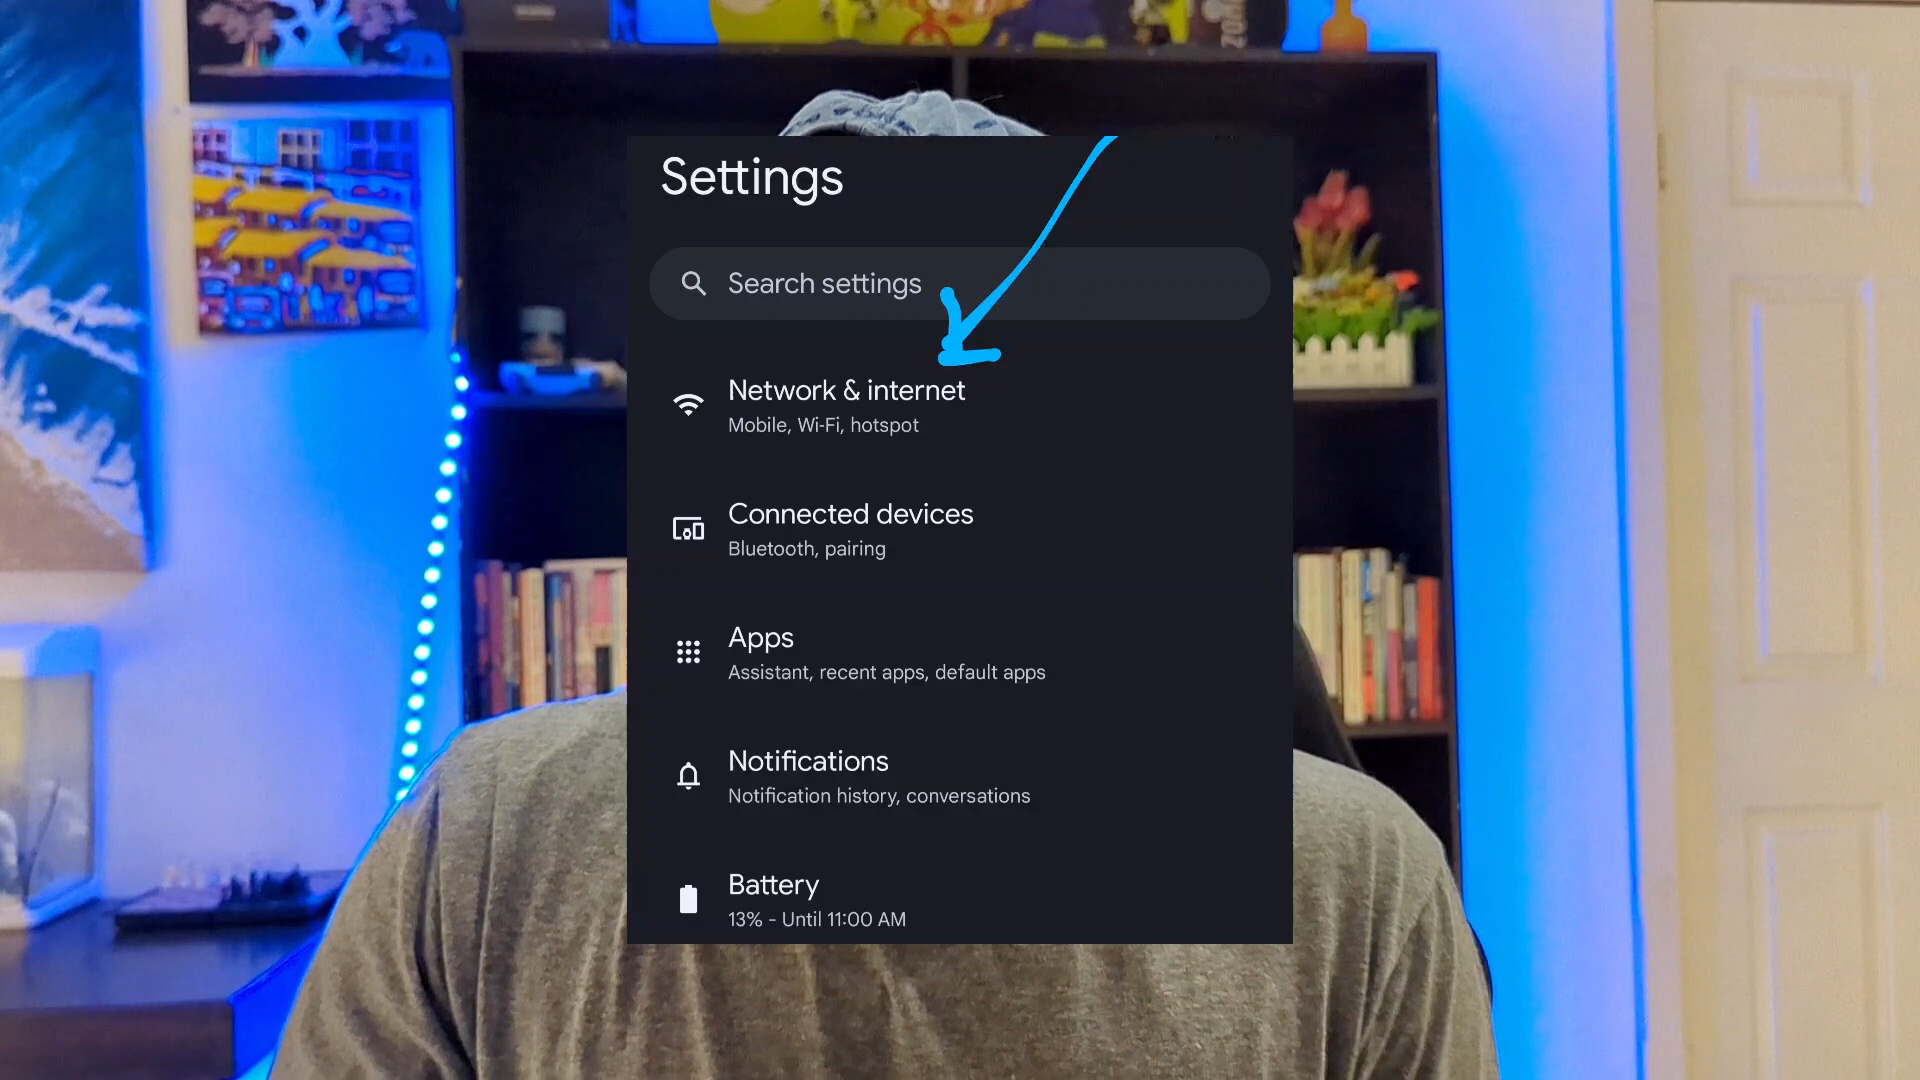 Settings
Search settings
Network & internet
Mobile, Wi-Fi, hotspot
Connected devices
Bluetooth, pairing
Apps
Assistant, recent apps, default apps
Notifications
Notification history, conversations
Battery
13% - Until 11:00 AM